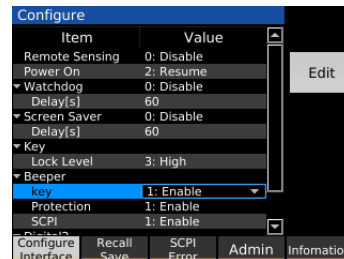 Configure
Item Value
Remote Sensing 0: Disable
Power On 2: Resume
Edit
Watchdog 0: Disable
Delay[s] 60
Screen Saver 0: Disable
Delay[s] 60
Key
Lock Level 3: High
Beeper
key 1: Enable
Protection 1: Enable
SCPI 1: Enable
Configure Interface
Recall Save
SCPI Error
Admin
Infomatio